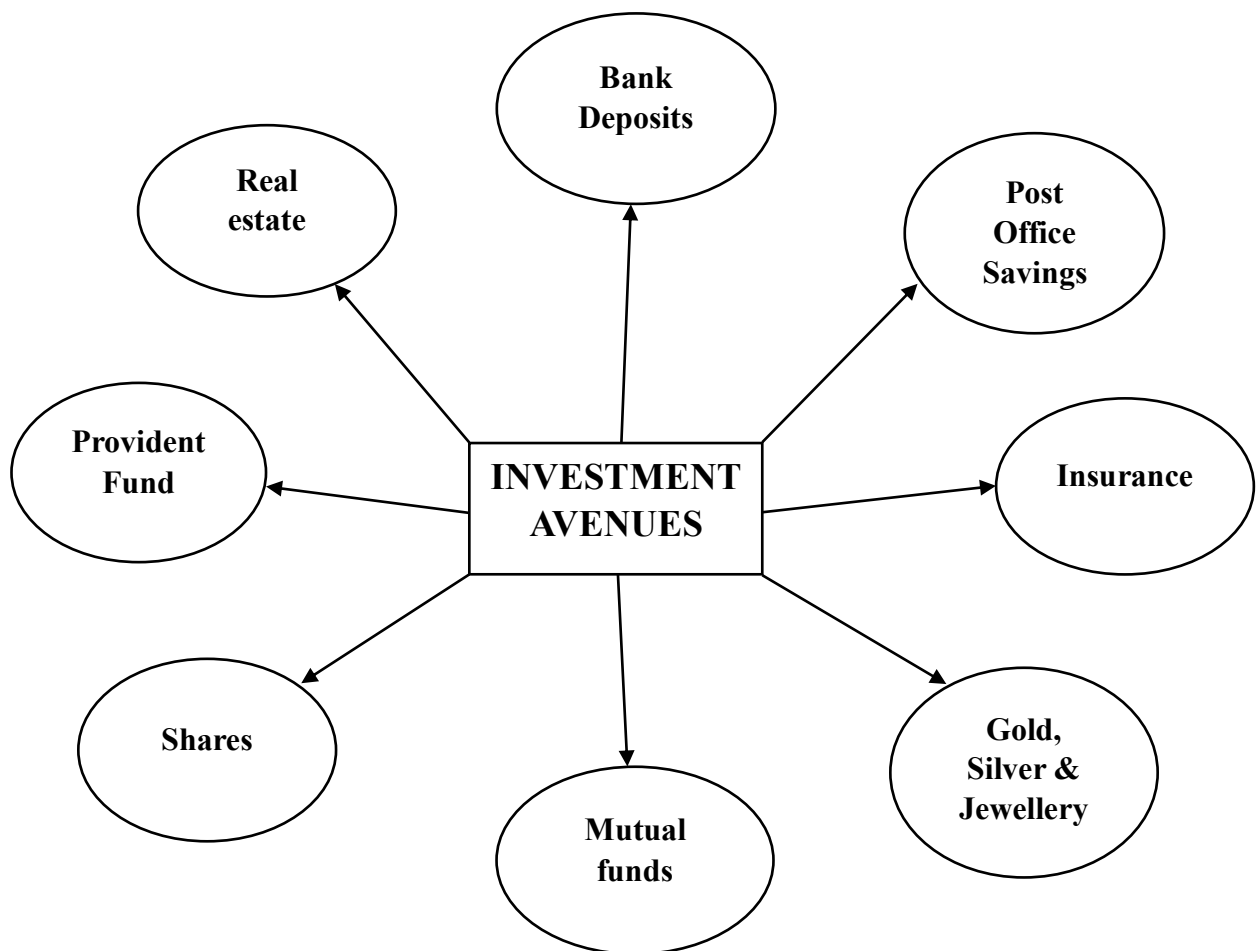 Bank
Deposits
Real
estate
Post
Office
Savings
Provident
Fund
INVESTMENT
AVENUES
Insurance
Shares
Gold,
Silver &
Jewellery
Mutual
funds